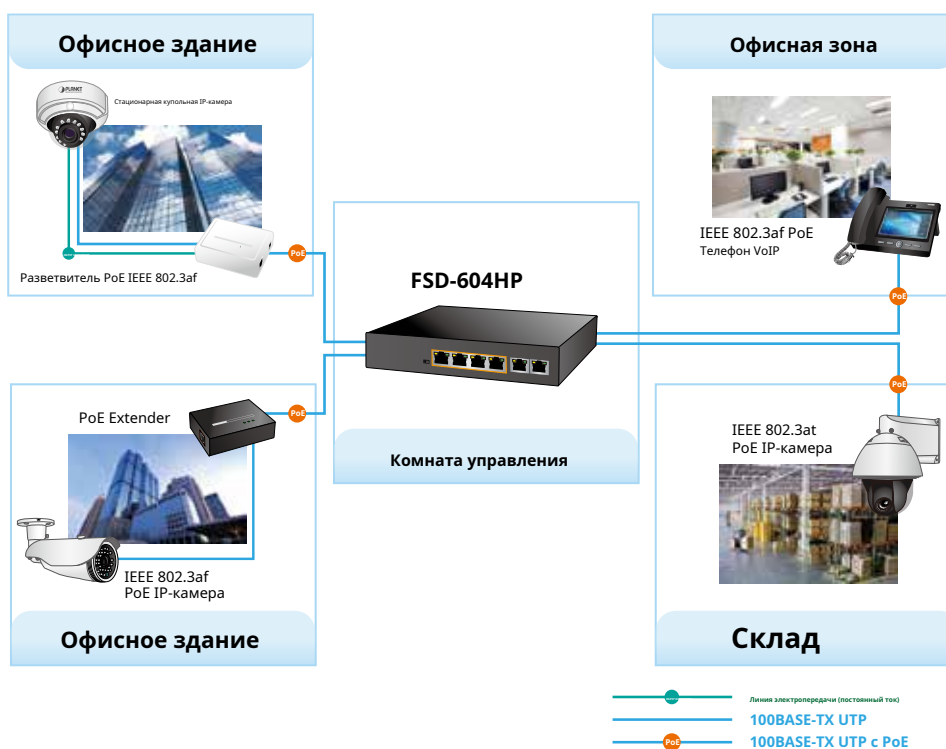 Офисное здание
PLANET
Стационарная купольная IP-камера
PoE
Разветвитель PoE IEEE 802.3af
Офисная зона
IEEE 802.3af PoE
Телефон VoIP
PoE
FSD-604HP
Комната управления
PoE Extender
PoE
IEEE 802.3af
PoE IP-камера
Офисное здание
PoE
IEEE 802.3at
PoE IP-камера
Склад
Линия электропередачи (постоянный ток)
100BASE-TX UTP
PoE
100BASE-TX UTP с PoE